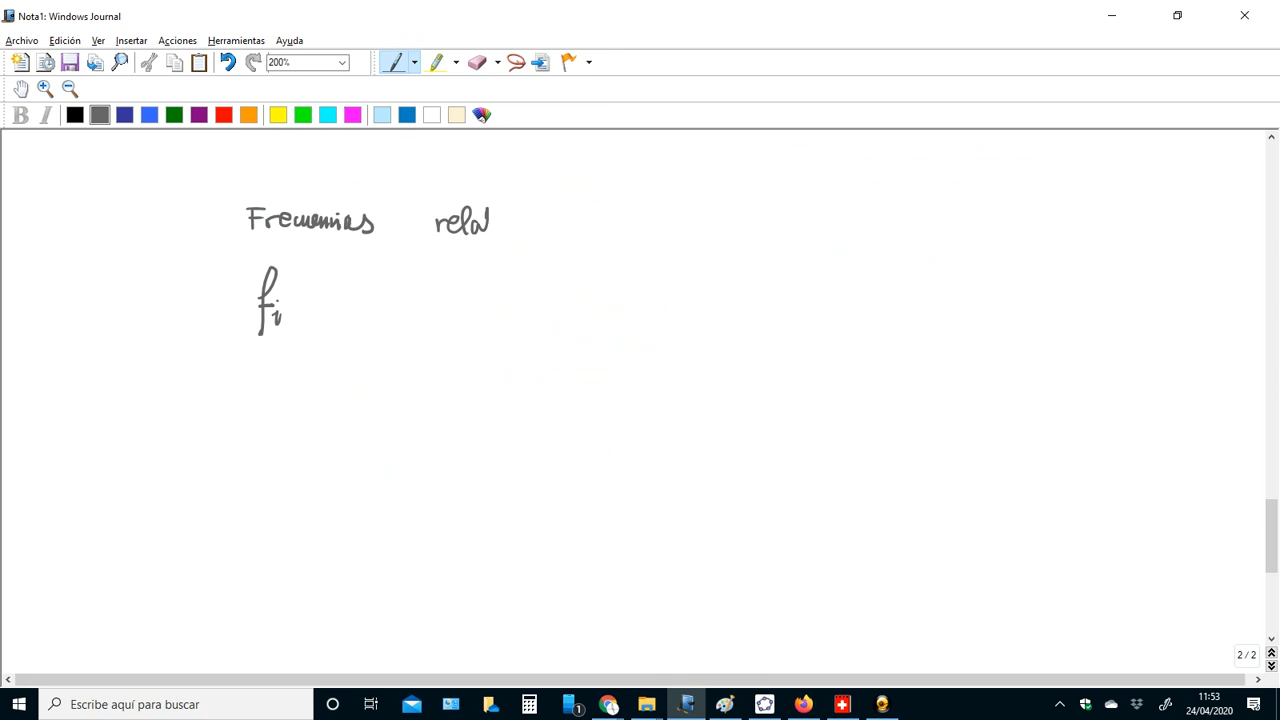 Nota1: Windows Journal
Archivo Edición Ver Insertar Acciones Herramientas Ayuda
200%
B I
Frecuencias relat
fi
2 / 2
Escribe aquí para buscar
1
11:53
24/04/2020